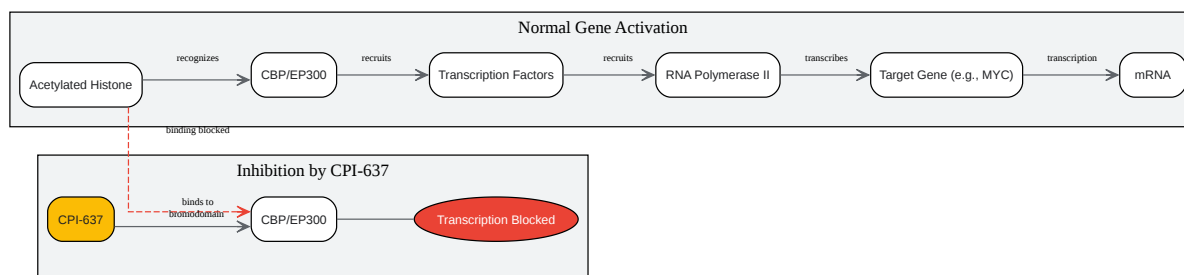 Normal Gene Activation
Acetylated Histone
recognizes
CBP/EP300
recruits
Transcription Factors
recruits
RNA Polymerase II
transcribes
Target Gene (e.g., MYC)
transcription
mRNA
binding blocked
Inhibition by CPI-637
CPI-637
binds to
bromodomain
CBP/EP300
Transcription Blocked